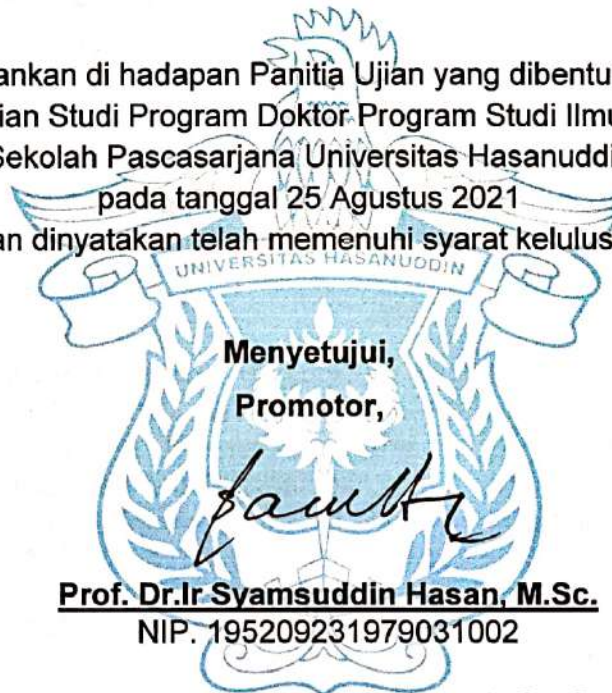 ankan di hadapan Panitia Ujian yang dibentu
ian Studi Program Doktor Program Studi Ilmu
Sekolah Pascasarjana Universitas Hasanuddi
pada tanggal 25 Agustus 2021
an dinyatakan telah memenuhi syarat kelulus
UNIVERSITAS HASANUDDIN
Menyetujui,
Promotor,
Prof. Dr.Ir Syamsuddin Hasan, M.Sc.
NIP. 195209231979031002